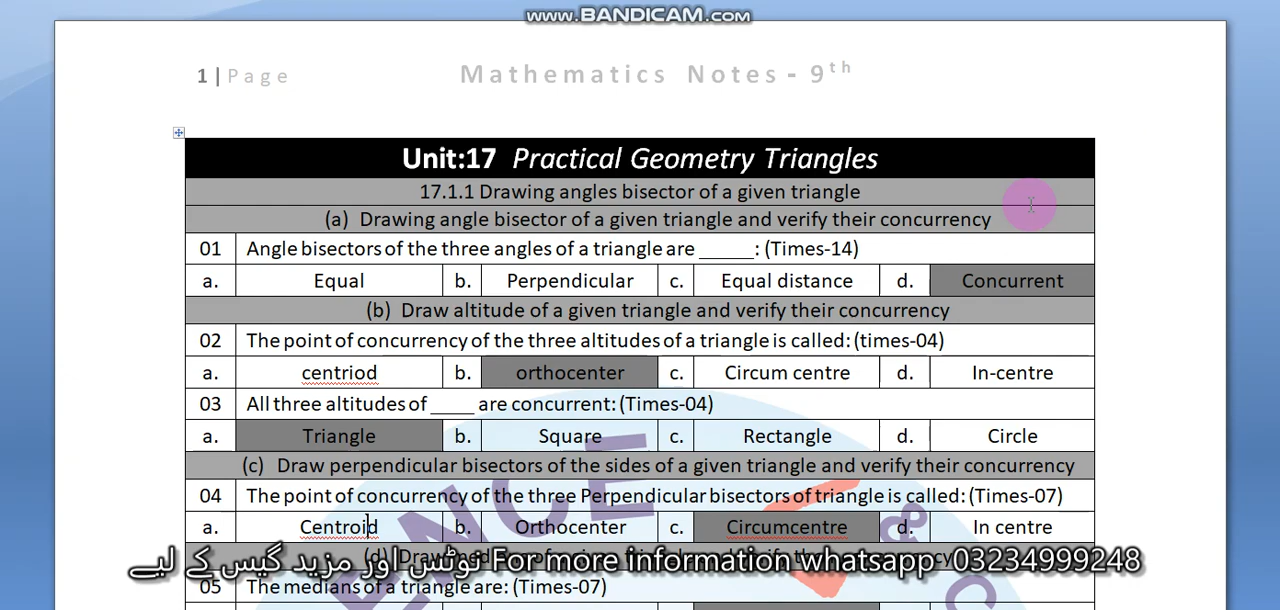 www.BANDICAM.com
1 | Page Mathematics Notes - 9th
Unit:17 Practical Geometry Triangles
17.1.1 Drawing angles bisector of a given triangle
(a) Drawing angle bisector of a given triangle and verify their concurrency
01 Angle bisectors of the three angles of a triangle are _____: (Times-14)
a. Equal b. Perpendicular c. Equal distance d. Concurrent
(b) Draw altitude of a given triangle and verify their concurrency
02 The point of concurrency of the three altitudes of a triangle is called: (times-04)
a. centriod b. orthocenter c. Circum centre d. In-centre
03 All three altitudes of ____ are concurrent: (Times-04)
a. Triangle b. Square c. Rectangle d. Circle
(c) Draw perpendicular bisectors of the sides of a given triangle and verify their concurrency
04 The point of concurrency of the three Perpendicular bisectors of triangle is called: (Times-07)
a. Centroid b. Orthocenter c. Circumcentre d. In centre
نوٹس اور مزید گیس کے لیے For more information whatsapp 03234999248
05 The medians of a triangle are: (Times-07)